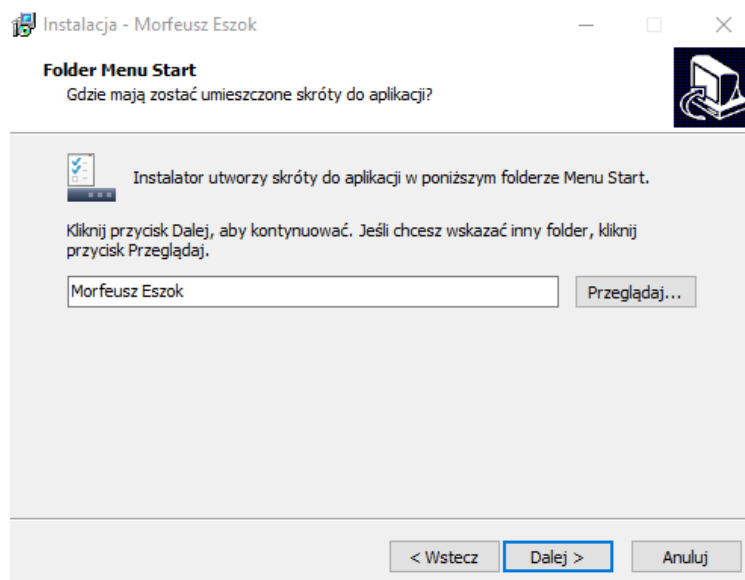 Instalacja - Morfeusz Eszok
Folder Menu Start
Gdzie mają zostać umieszczone skróty do aplikacji?
Instalator utworzy skróty do aplikacji w poniższym folderze Menu Start.
Kliknij przycisk Dalej, aby kontynuować. Jeśli chcesz wskazać inny folder, kliknij
przycisk Przeglądaj.
Morfeusz Eszok
Przeglądaj...
< Wstecz
Dalej >
Anuluj